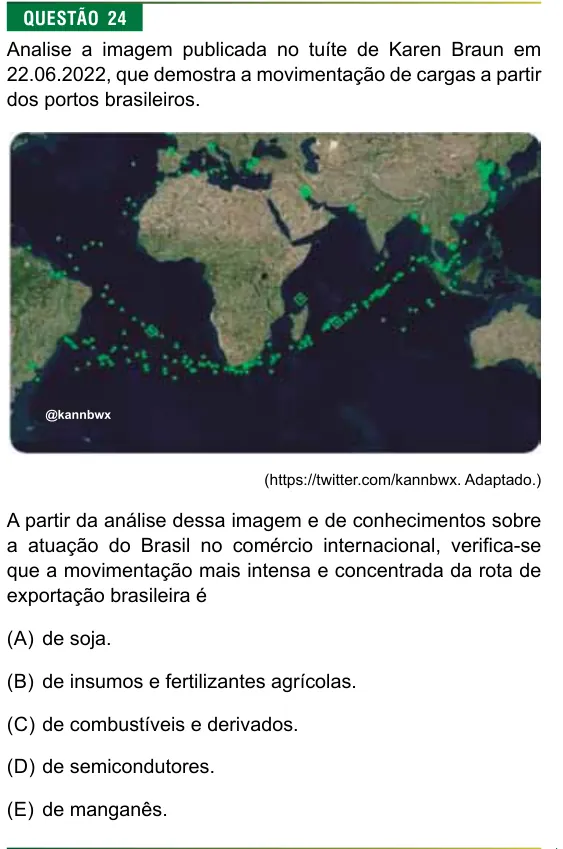 QUESTÃO 24
Analise a imagem publicada no tuíte de Karen Braun em
22.06.2022, que demostra a movimentação de cargas a partir
dos portos brasileiros.
@kannbwx
(https://twitter.com/kannbwx. Adaptado.)
A partir da análise dessa imagem e de conhecimentos sobre
a atuação do Brasil no comércio internacional, verifica-se
que a movimentação mais intensa e concentrada da rota de
exportação brasileira é
(A) de soja.
(B) de insumos e fertilizantes agrícolas.
(C) de combustíveis e derivados.
(D) de semicondutores.
(E) de manganês.